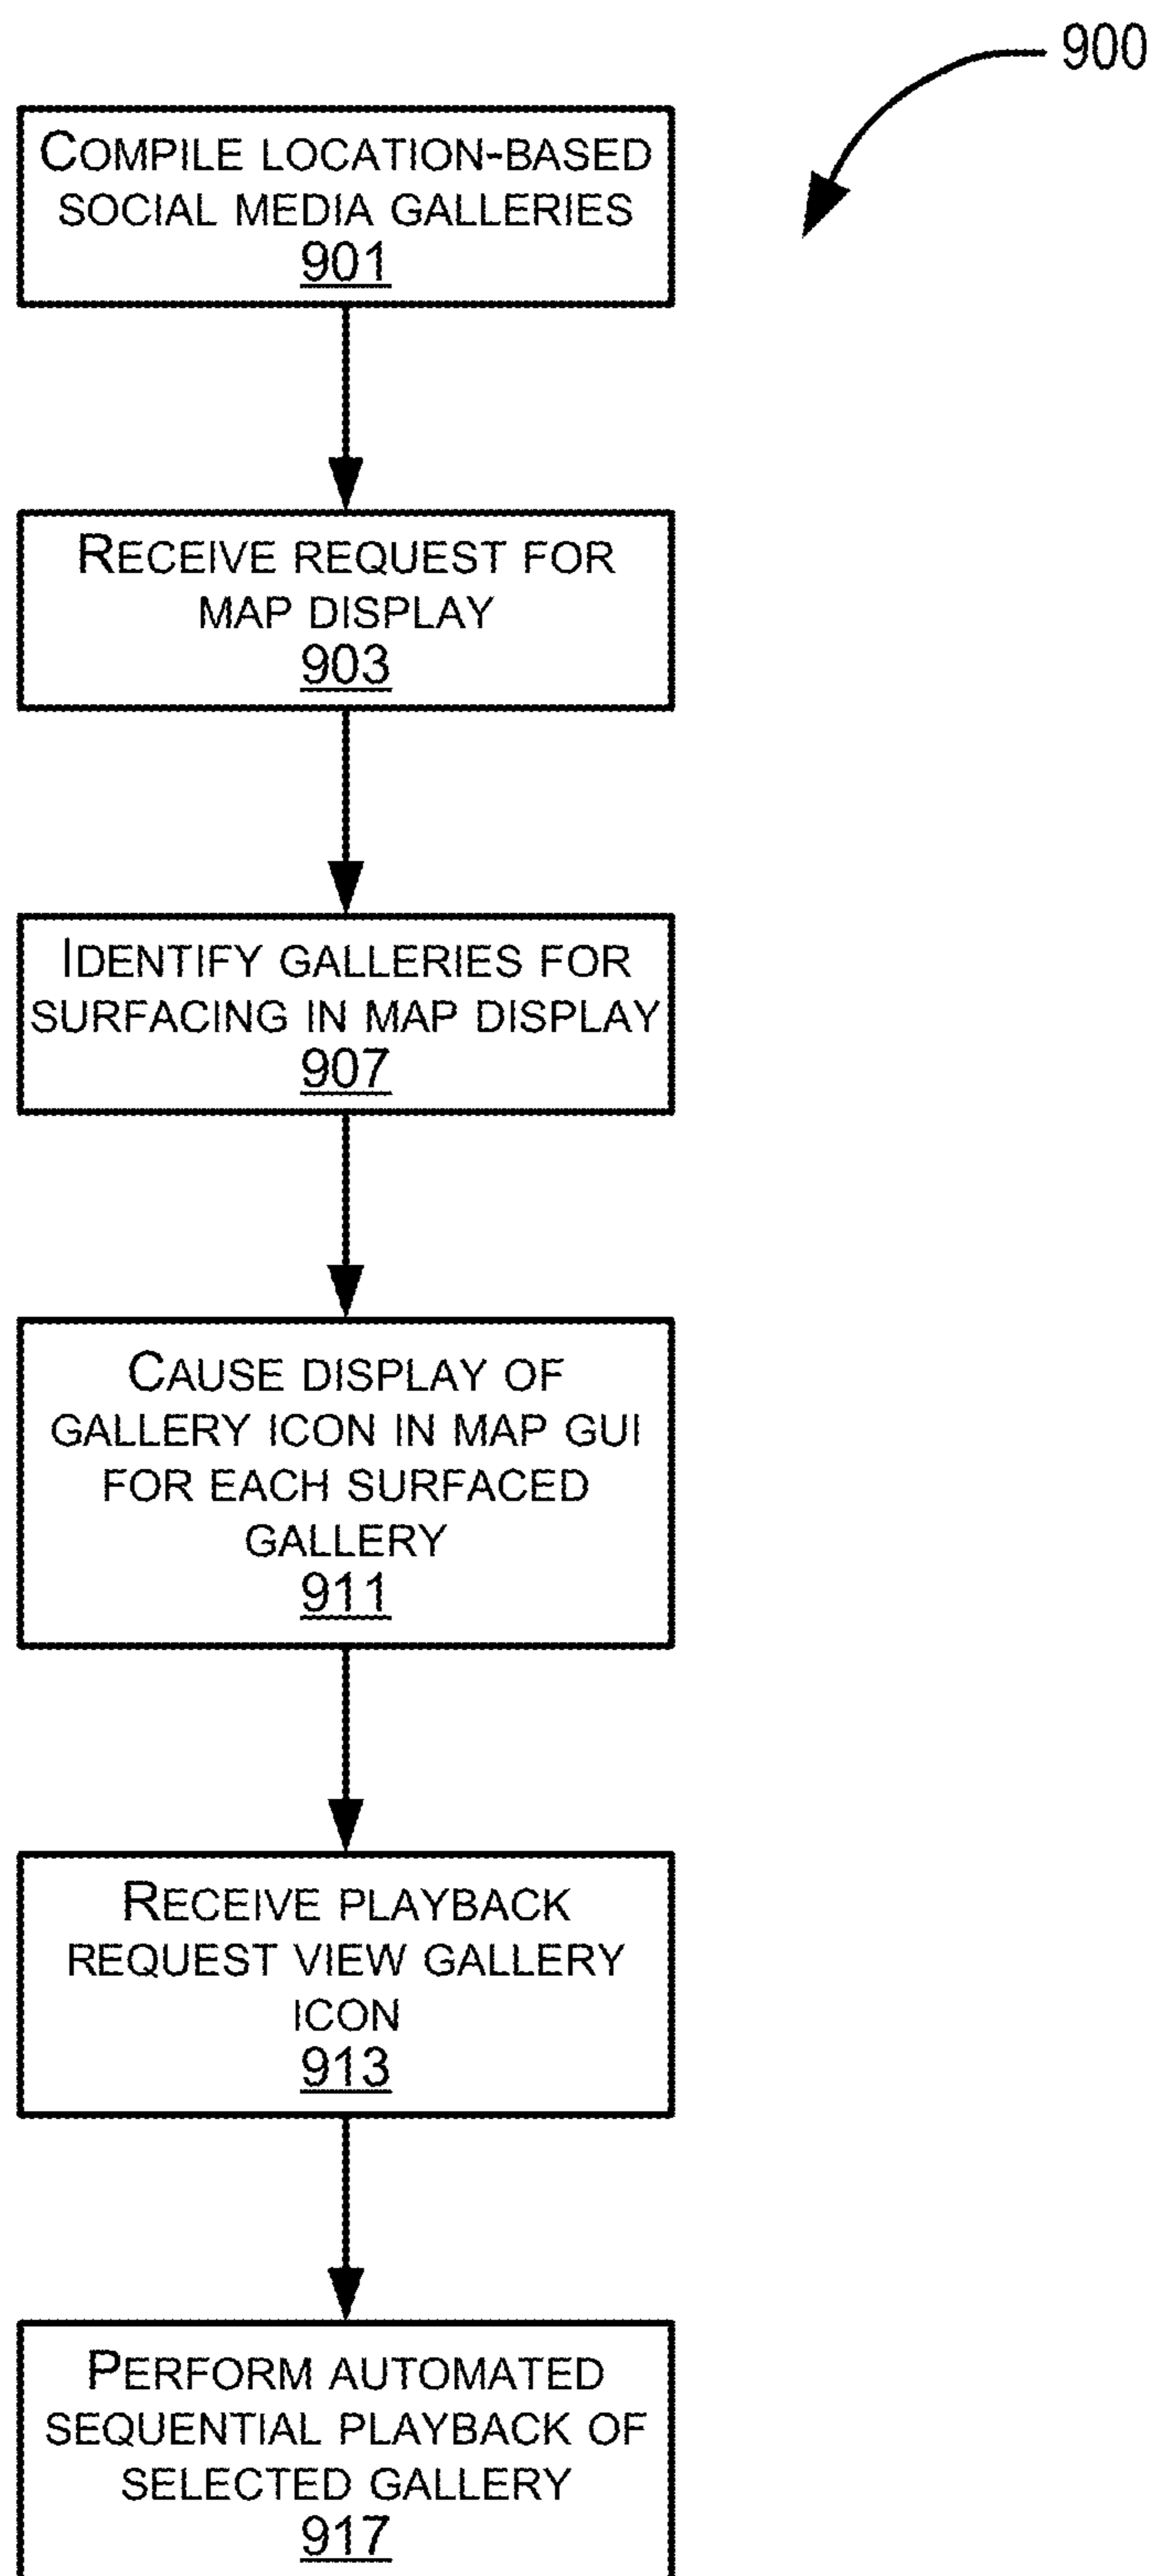 900
COMPILE LOCATION-BASED
SOCIAL MEDIA GALLERIES
901
RECEIVE REQUEST FOR
MAP DISPLAY
903
IDENTIFY GALLERIES FOR
SURFACING IN MAP DISPLAY
907
CAUSE DISPLAY OF
GALLERY ICON IN MAP GUI
FOR EACH SURFACED
GALLERY
911
RECEIVE PLAYBACK
REQUEST VIEW GALLERY
ICON
913
PERFORM AUTOMATED
SEQUENTIAL PLAYBACK OF
SELECTED GALLERY
917